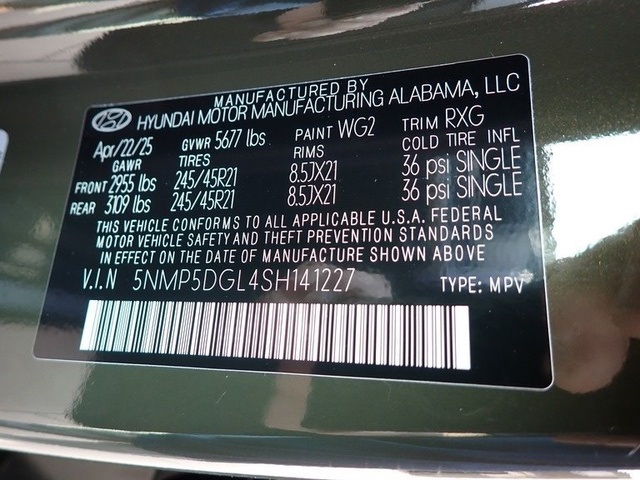 MANUFACTURED BY
HYUNDAI MOTOR MANUFACTURING ALABAMA, LLC
Apr/22/25 GVWR 5677 lbs PAINT WG2 TRIM RXG
GAWR TIRES RIMS COLD TIRE INFL
FRONT 2955 lbs 245/45R21 8.5JX21 36 psi SINGLE
REAR 3109 lbs 245/45R21 8.5JX21 36 psi SINGLE
THIS VEHICLE CONFORMS TO ALL APPLICABLE U.S.A. FEDERAL
MOTOR VEHICLE SAFETY AND THEFT PREVENTION STANDARDS
IN EFFECT ON THE DATE OF MANUFACTURE SHOWN ABOVE
V.I.N 5NMP5DGL4SH141227 TYPE: MPV